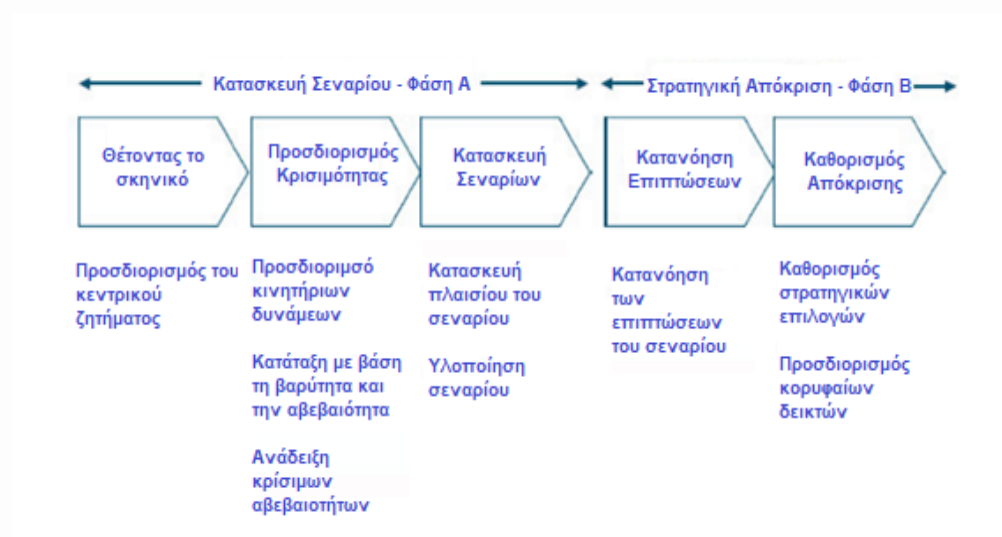 Κατασκευή Σεναρίου - Φάση Α
Στρατηγική Απόκριση - Φάση Β
Θέτοντας το
σκηνικό
Προσδιορισμός
Κρισιμότητας
Κατασκευή
Σεναρίων
Κατανόηση
Επιπτώσεων
Καθορισμός
Απόκρισης
Προσδιορισμός του
κεντρικού
ζητήματος
Προσδιοριμσό
κινητήριων
δυνάμεων
Κατάταξη με βάση
τη βαρύτητα και
την αβεβαιότητα
Ανάδειξη
κρίσιμων
αβεβαιοτήτων
Κατασκευή
πλαισίου του
σεναρίου
Υλοποίηση
σεναρίου
Κατανόηση
των
επιπτώσεων
του σεναρίου
Καθορισμός
στρατηγικών
επιλογών
Προσδιορισμός
κορυφαίων
δεικτών